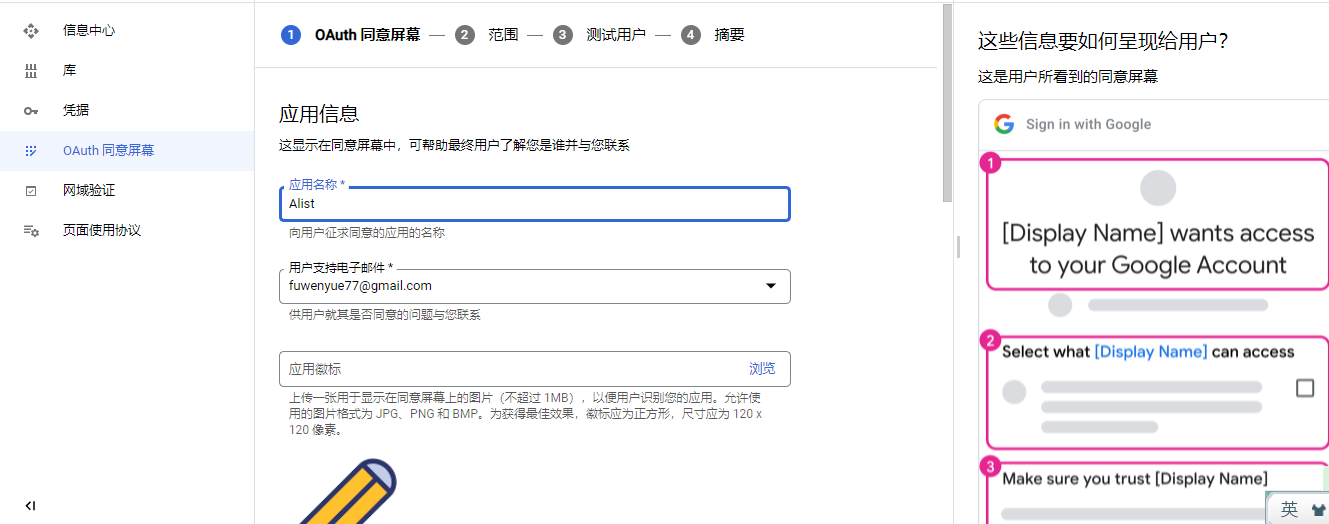 信息中心
库
凭据
OAuth 同意屏幕
网域验证
页面使用协议
1 OAuth 同意屏幕 — 2 范围 — 3 测试用户 — 4 摘要
应用信息
这显示在同意屏幕中，可帮助最终用户了解您是谁并与您联系
应用名称 *
Alist
向用户征求同意的应用的名称
用户支持电子邮件 *
fuwenyue77@gmail.com
供用户就其是否同意的问题与您联系
应用徽标 浏览
上传一张用于显示在同意屏幕上的图片（不超过 1MB），以便用户识别您的应用。允许使
用的图片格式为 JPG、PNG 和 BMP。为获得最佳效果，徽标应为正方形，尺寸应为 120 x
120 像素。
这些信息要如何呈现给用户？
这是用户所看到的同意屏幕
Sign in with Google
1
[Display Name] wants access
to your Google Account
2
Select what [Display Name] can access
3
Make sure you trust [Display Name]
英